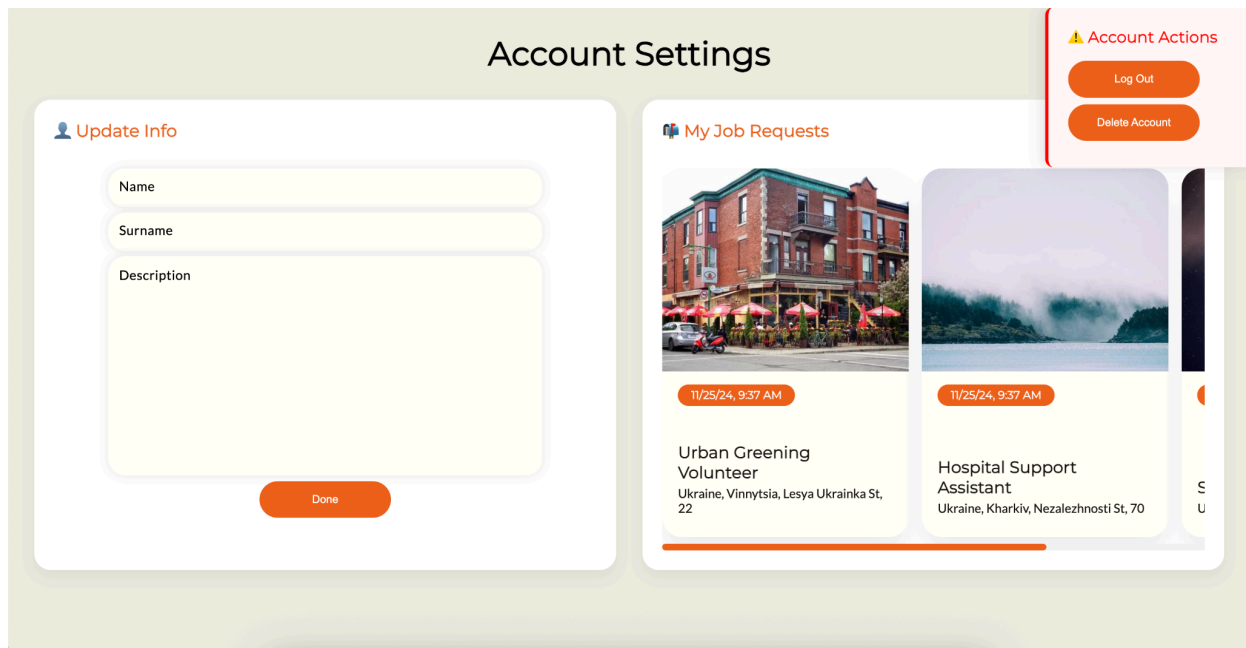 Account Settings
⚠️ Account Actions
Log Out
Delete Account
👤 Update Info
Name
Surname
Description
Done
📬 My Job Requests
11/25/24, 9:37 AM
Urban Greening
Volunteer
Ukraine, Vinnytsia, Lesya Ukrainka St,
22
11/25/24, 9:37 AM
Hospital Support
Assistant
Ukraine, Kharkiv, Nezalezhnosti St, 70
S
U